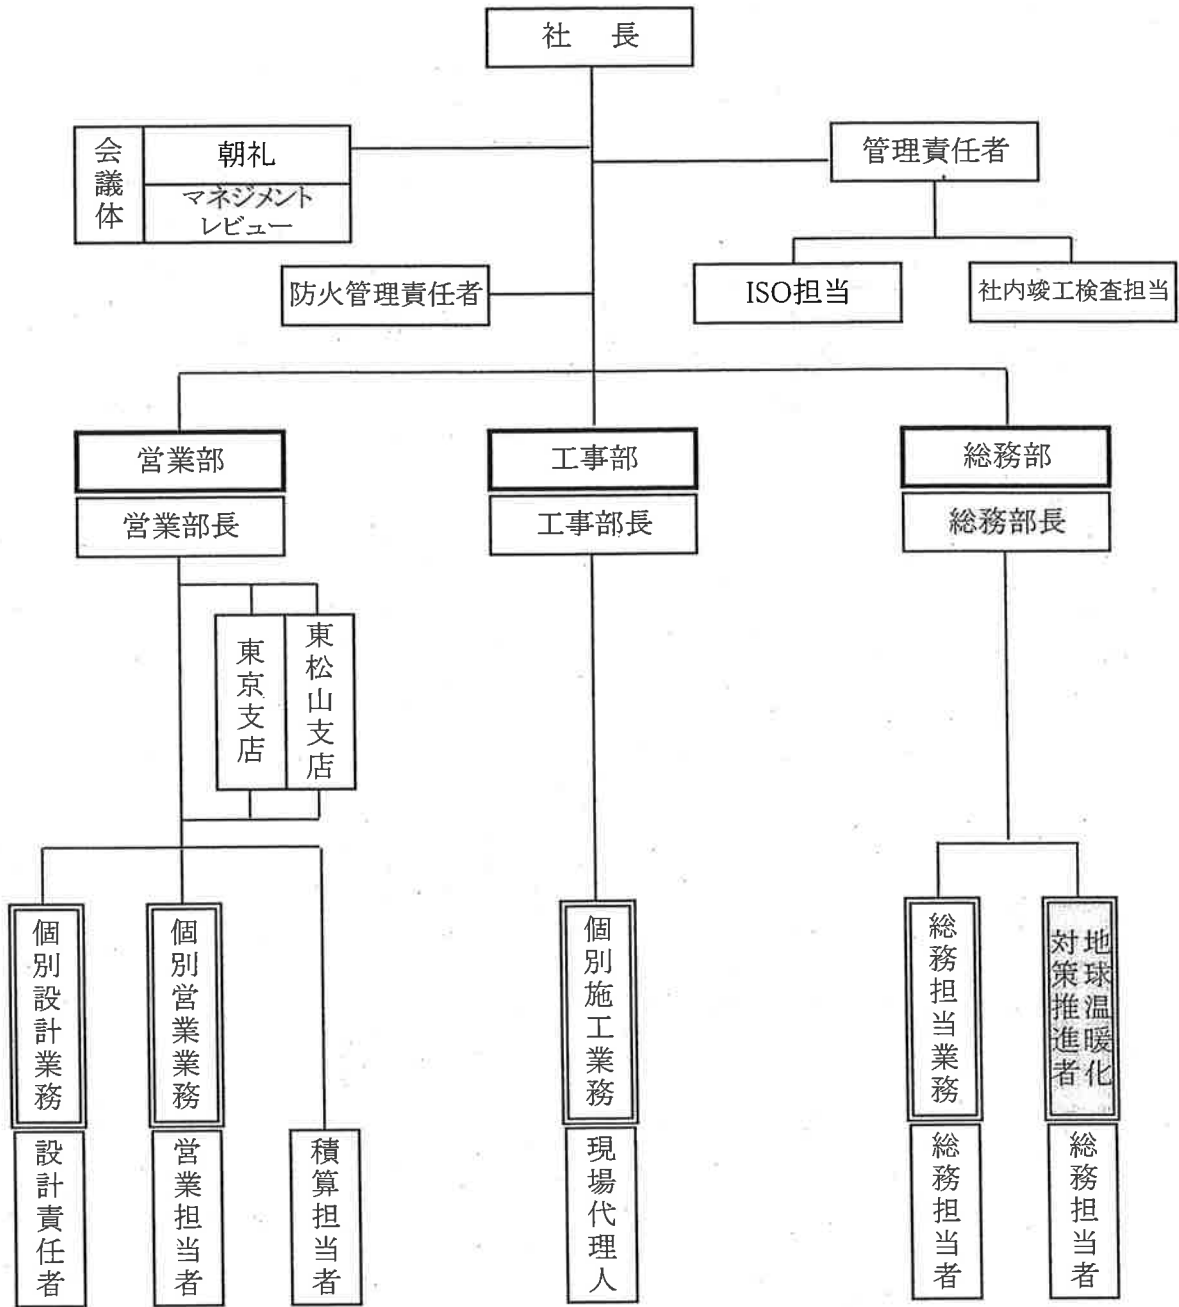 社　長
会議体
朝礼
マネジメント
レビュー
管理責任者
防火管理責任者
ISO担当
社内竣工検査担当
営業部
工事部
総務部
営業部長
工事部長
総務部長
東京支店
東松山支店
個別設計業務
個別営業業務
個別施工業務
総務担当業務
地球温暖化
対策推進者
設計責任者
営業担当者
積算担当者
現場代理人
総務担当者
総務担当者